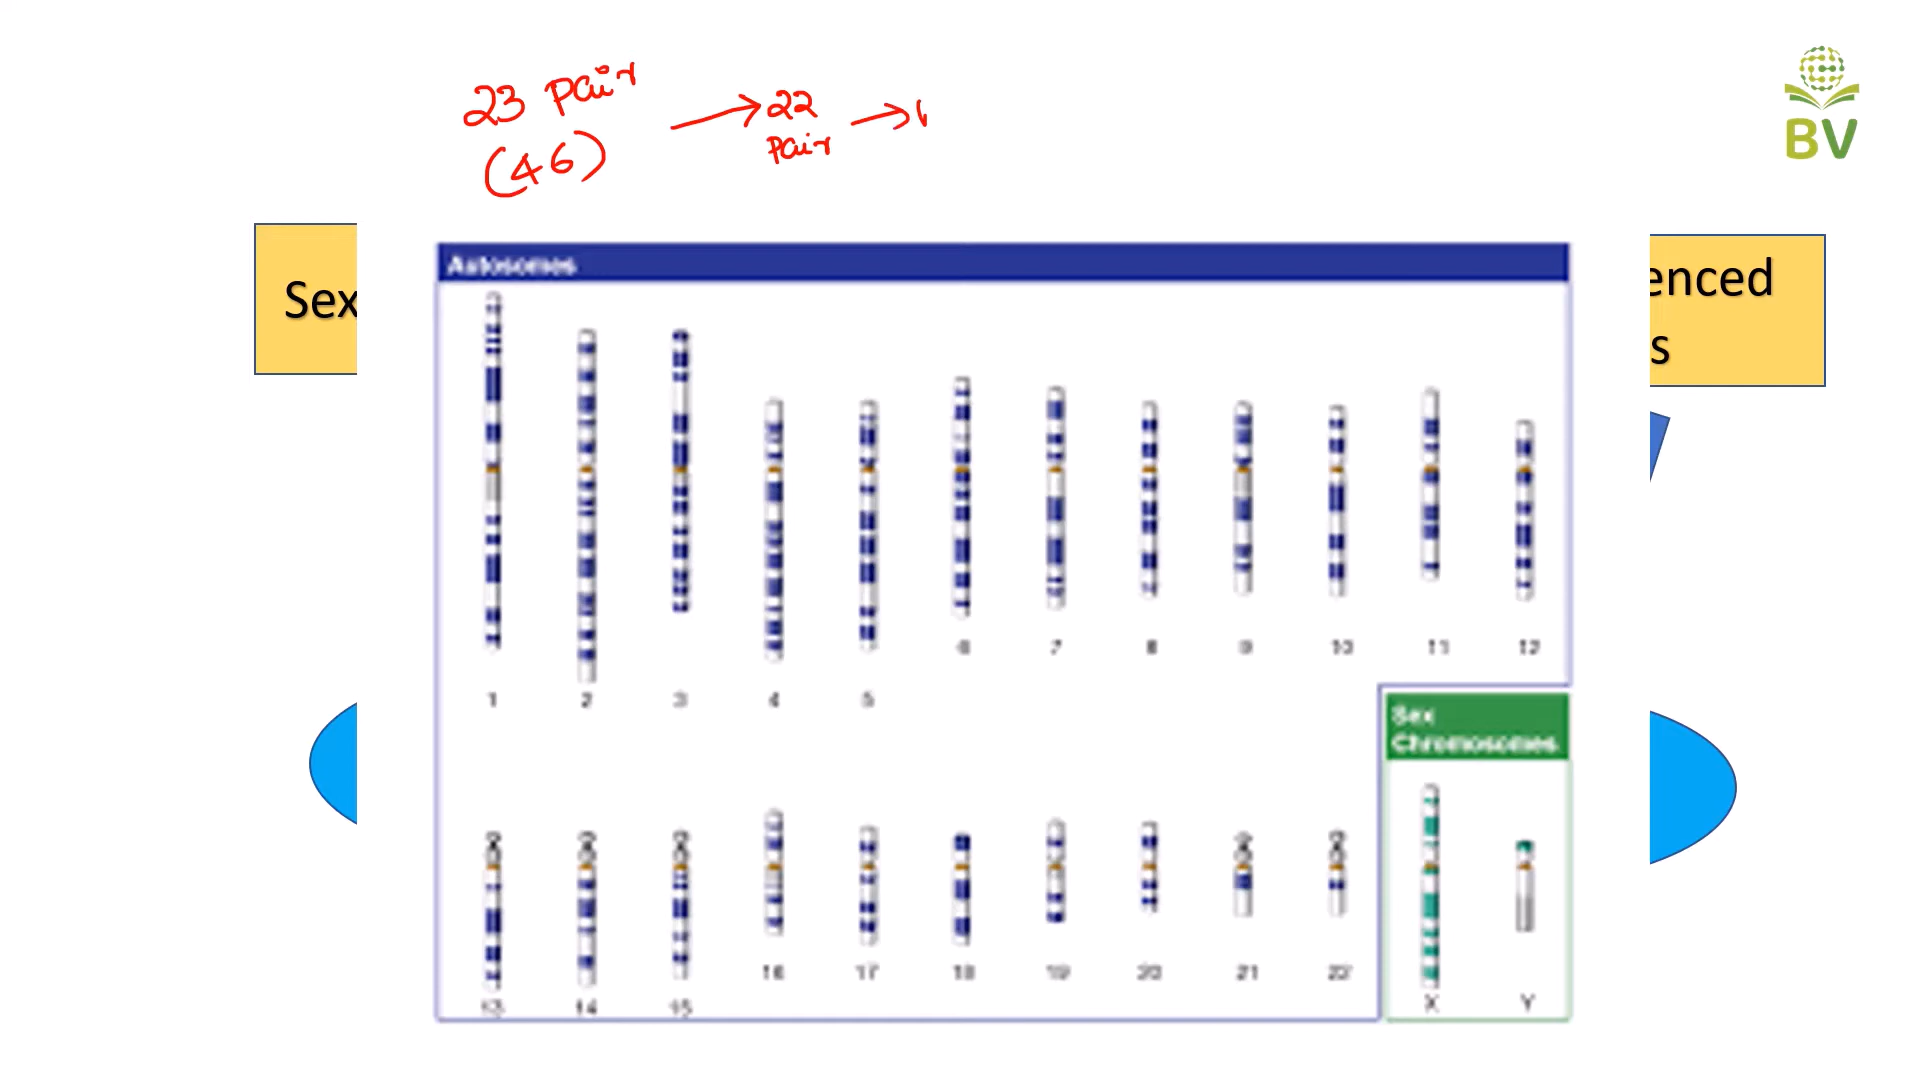 23 pair
(46)
22
pair
BV
Sex
enced
s
Autosomes
1 2 3 4 5
6 7 8 9 10 11 12
Sex
Chromosomes
13 14 15
16 17 18 19 20 21 22
X Y